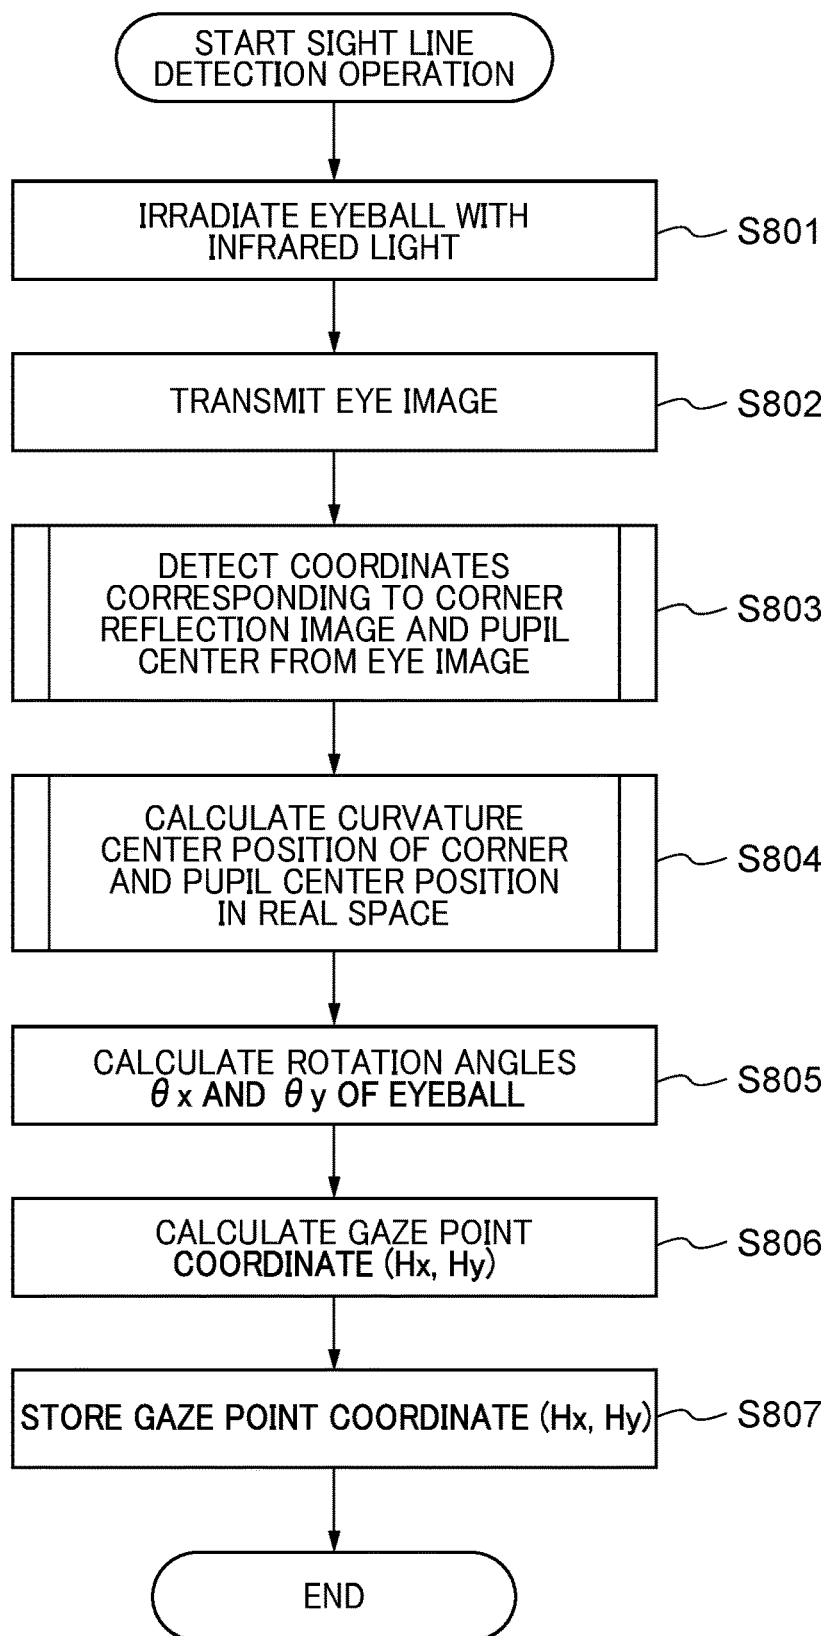 START SIGHT LINE
DETECTION OPERATION
IRRADIATE EYEBALL WITH
INFRARED LIGHT
S801
TRANSMIT EYE IMAGE
S802
DETECT COORDINATES
CORRESPONDING TO CORNER
REFLECTION IMAGE AND PUPIL
CENTER FROM EYE IMAGE
S803
CALCULATE CURVATURE
CENTER POSITION OF CORNER
AND PUPIL CENTER POSITION
IN REAL SPACE
S804
CALCULATE ROTATION ANGLES
θx AND θy OF EYEBALL
S805
CALCULATE GAZE POINT
COORDINATE (Hx, Hy)
S806
STORE GAZE POINT COORDINATE (Hx, Hy)
S807
END